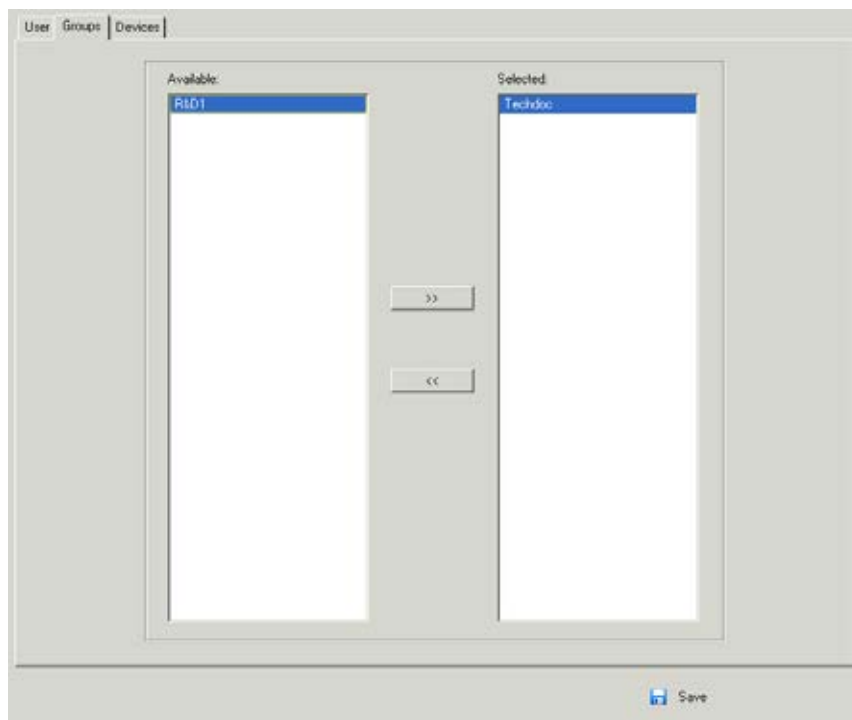 User Groups Devices
Available: Selected:
R&D1 Techdoc
>>
<<
Save